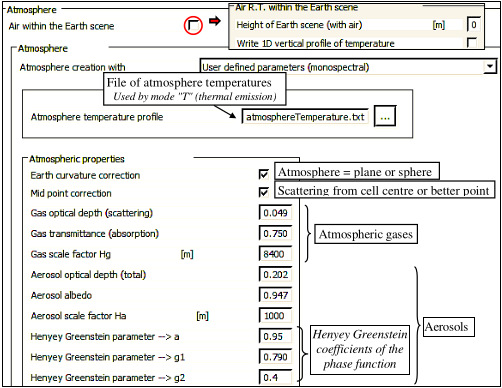 Atmosphere
Air within the Earth scene
Air R.T. within the Earth scene
Height of Earth scene (with air) [m] 0
Write 1D vertical profile of temperature
Atmosphere
Atmosphere creation with User defined parameters (monospectral)
File of atmosphere temperatures
Used by mode "T" (thermal emission)
Atmosphere temperature profile atmosphereTemperature.txt ...
Atmospheric properties
Earth curvature correction Atmosphere = plane or sphere
Mid point correction Scattering from cell centre or better point
Gas optical depth (scattering) 0.049
Gas transmittance (absorption) 0.750 Atmospheric gases
Gas scale factor Hg [m] 8400
Aerosol optical depth (total) 0.202
Aerosol albedo 0.947
Aerosol scale factor Ha [m] 1000
Aerosols
Henyey Greenstein parameter --> a 0.95 Henyey Greenstein
Henyey Greenstein parameter --> g1 0.790 coefficients of the
Henyey Greenstein parameter --> g2 0.4 phase function